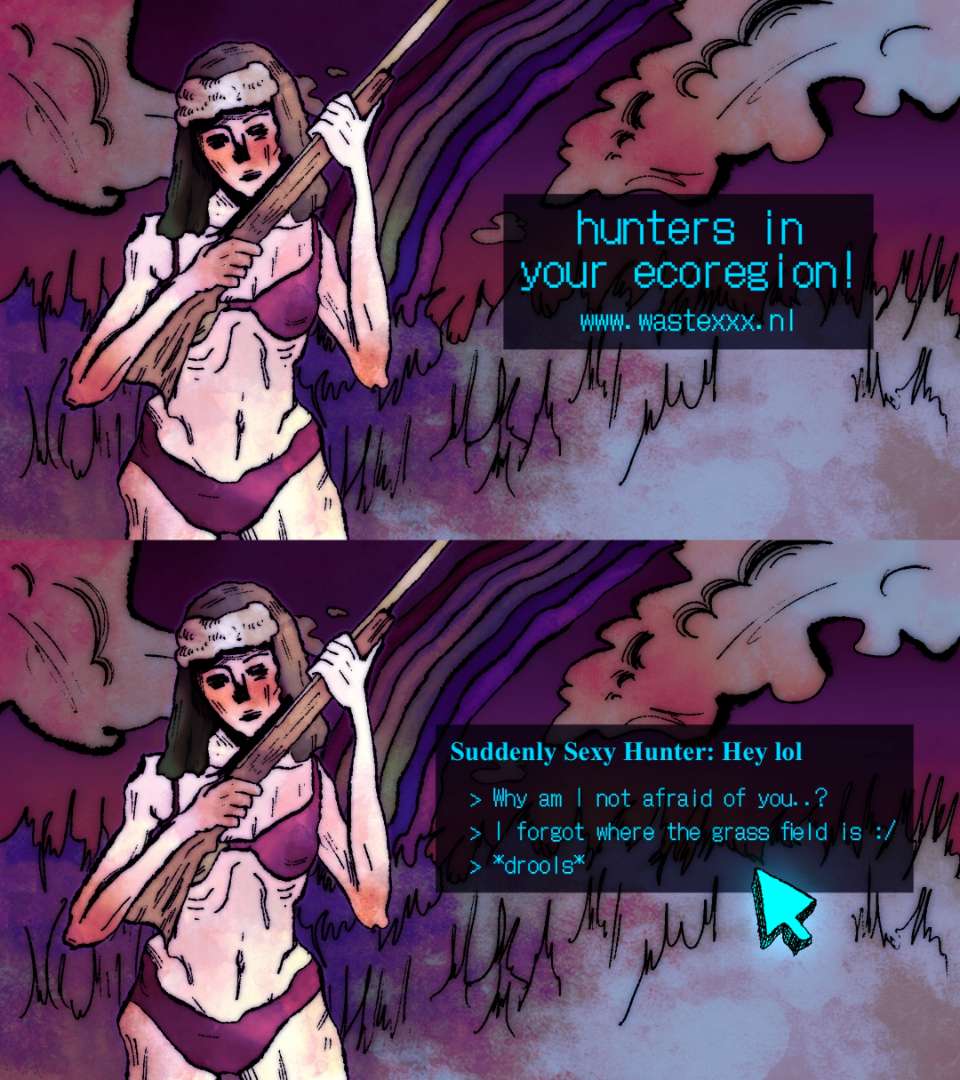 hunters in
your ecoregion!
www.wastexxx.nl
Suddenly Sexy Hunter: Hey lol
> Why am I not afraid of you..?
> I forgot where the grass field is :/
> *drools*